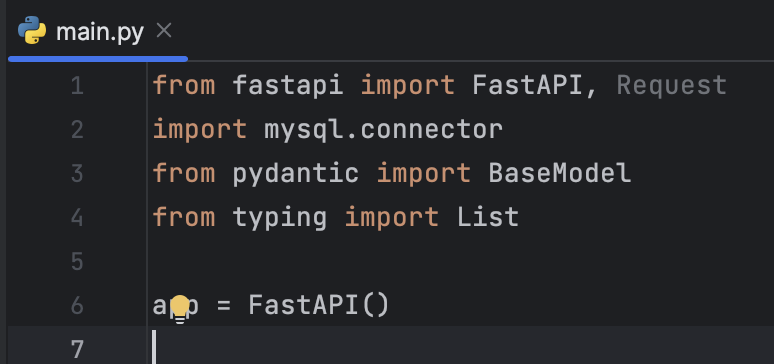 main.py
1 from fastapi import FastAPI, Request
2 import mysql.connector
3 from pydantic import BaseModel
4 from typing import List
5
6 app = FastAPI()
7